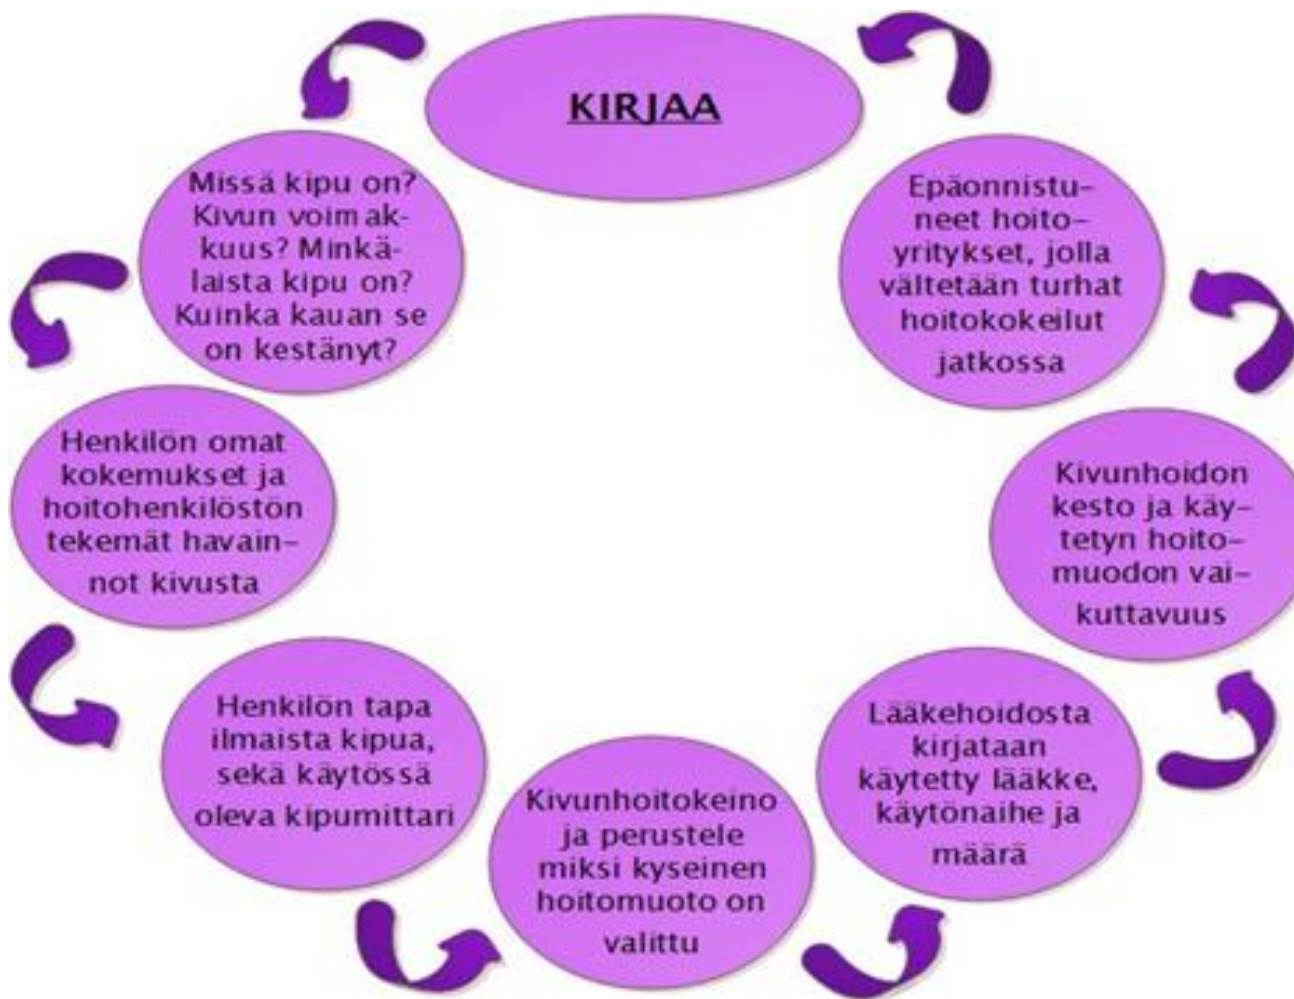 KIRJAA
Missä kipu on?
Kivun voimak-
kuus? Minkä-
laista kipu on?
Kuinka kauan se
on kestänyt?
Henkilön omat
kokemukset ja
hoitohenkilöstön
tekemät havain-
not kivusta
Henkilön tapa
ilmaista kipua,
sekä käytössä
oleva kipumittari
Kivunhoitokeino
ja perustele
miksi kyseinen
hoitomuoto on
valittu
Lääkehoidosta
kirjataan
käytetty lääkke,
käytönaihe ja
määrä
Kivunhoidon
kesto ja käy-
tetyn hoito-
muodon vai-
kuttavuus
Epäonnistu-
neet hoito-
yritykset, jolla
vältetään turhat
hoitokokeilut
jatkossa